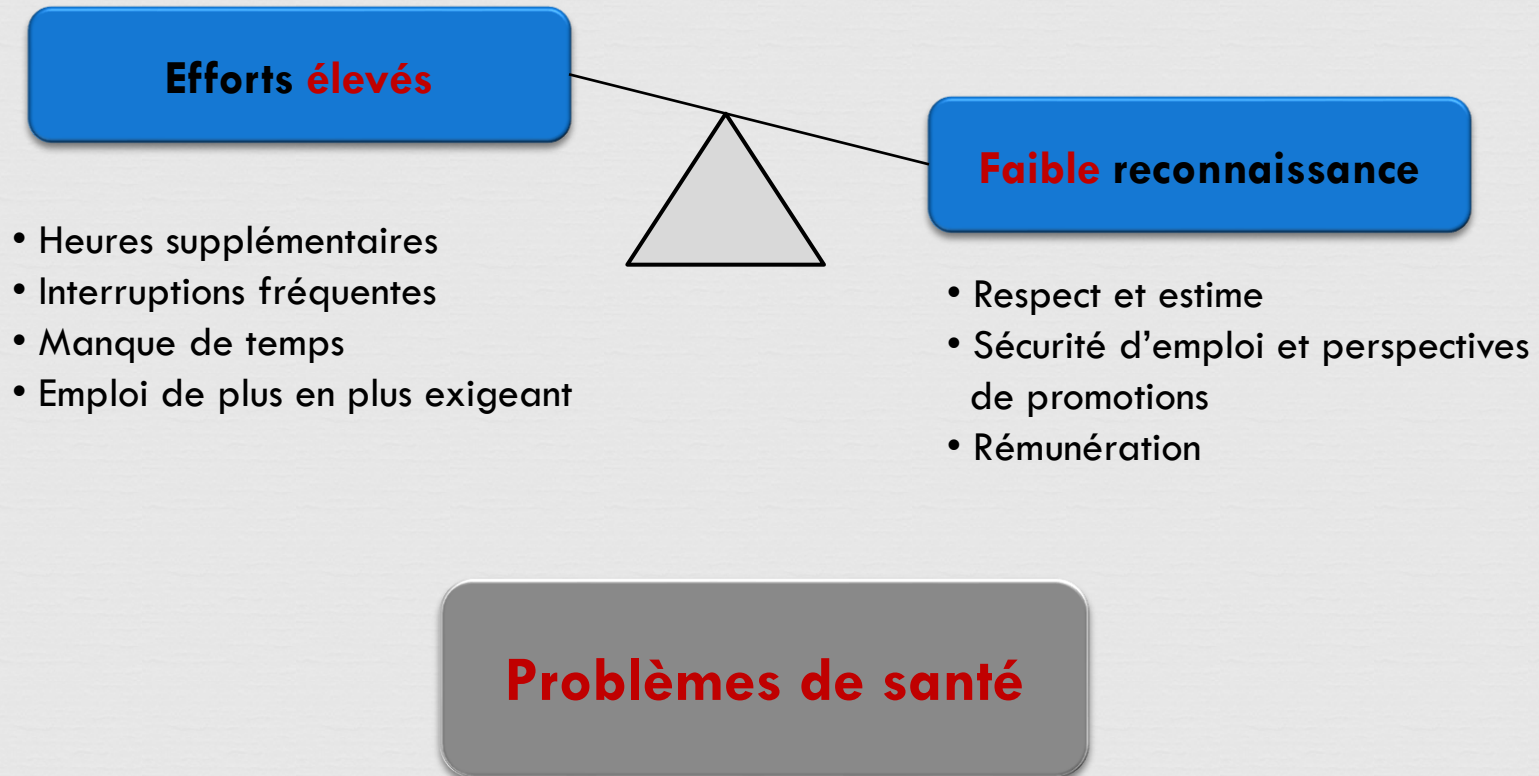 Efforts élevés
Faible reconnaissance
• Heures supplémentaires
• Interruptions fréquentes
• Manque de temps
• Emploi de plus en plus exigeant
• Respect et estime
• Sécurité d’emploi et perspectives
de promotions
• Rémunération
Problèmes de santé